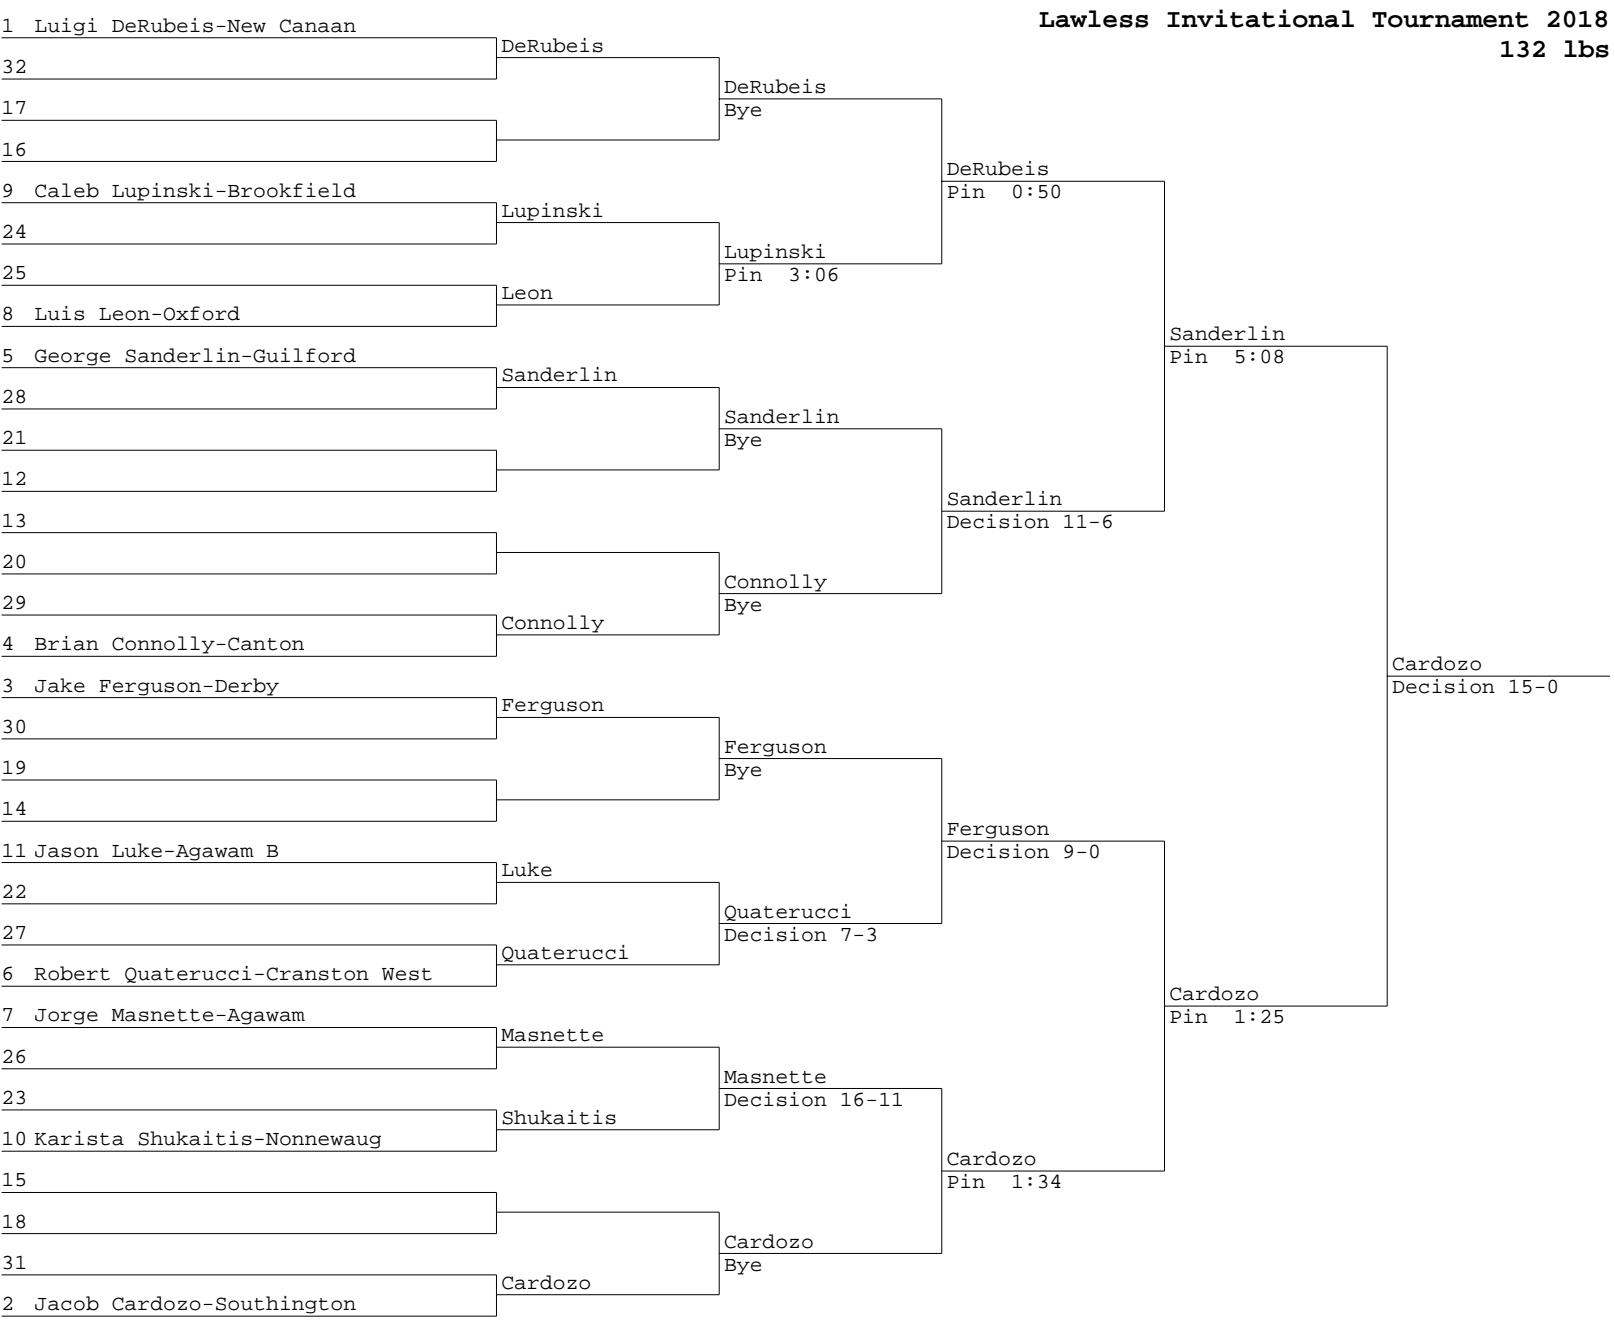 Lawless Invitational Tournament 2018
132 lbs
1 Luigi DeRubeis-New Canaan
DeRubeis
32
DeRubeis
17
Bye
16
DeRubeis
9 Caleb Lupinski-Brookfield
Pin 0:50
Lupinski
24
Lupinski
25
Pin 3:06
Leon
8 Luis Leon-Oxford
Sanderlin
5 George Sanderlin-Guilford
Pin 5:08
Sanderlin
28
Sanderlin
21
Bye
12
Sanderlin
13
Decision 11-6
20
Connolly
29
Bye
Connolly
4 Brian Connolly-Canton
Cardozo
3 Jake Ferguson-Derby
Decision 15-0
Ferguson
30
Ferguson
19
Bye
14
Ferguson
11 Jason Luke-Agawam B
Decision 9-0
Luke
22
Quaterucci
27
Decision 7-3
Quaterucci
6 Robert Quaterucci-Cranston West
Cardozo
7 Jorge Masnette-Agawam
Pin 1:25
Masnette
26
Masnette
23
Decision 16-11
Shukaitis
10 Karista Shukaitis-Nonnewaug
Cardozo
15
Pin 1:34
18
Cardozo
31
Bye
Cardozo
2 Jacob Cardozo-Southington